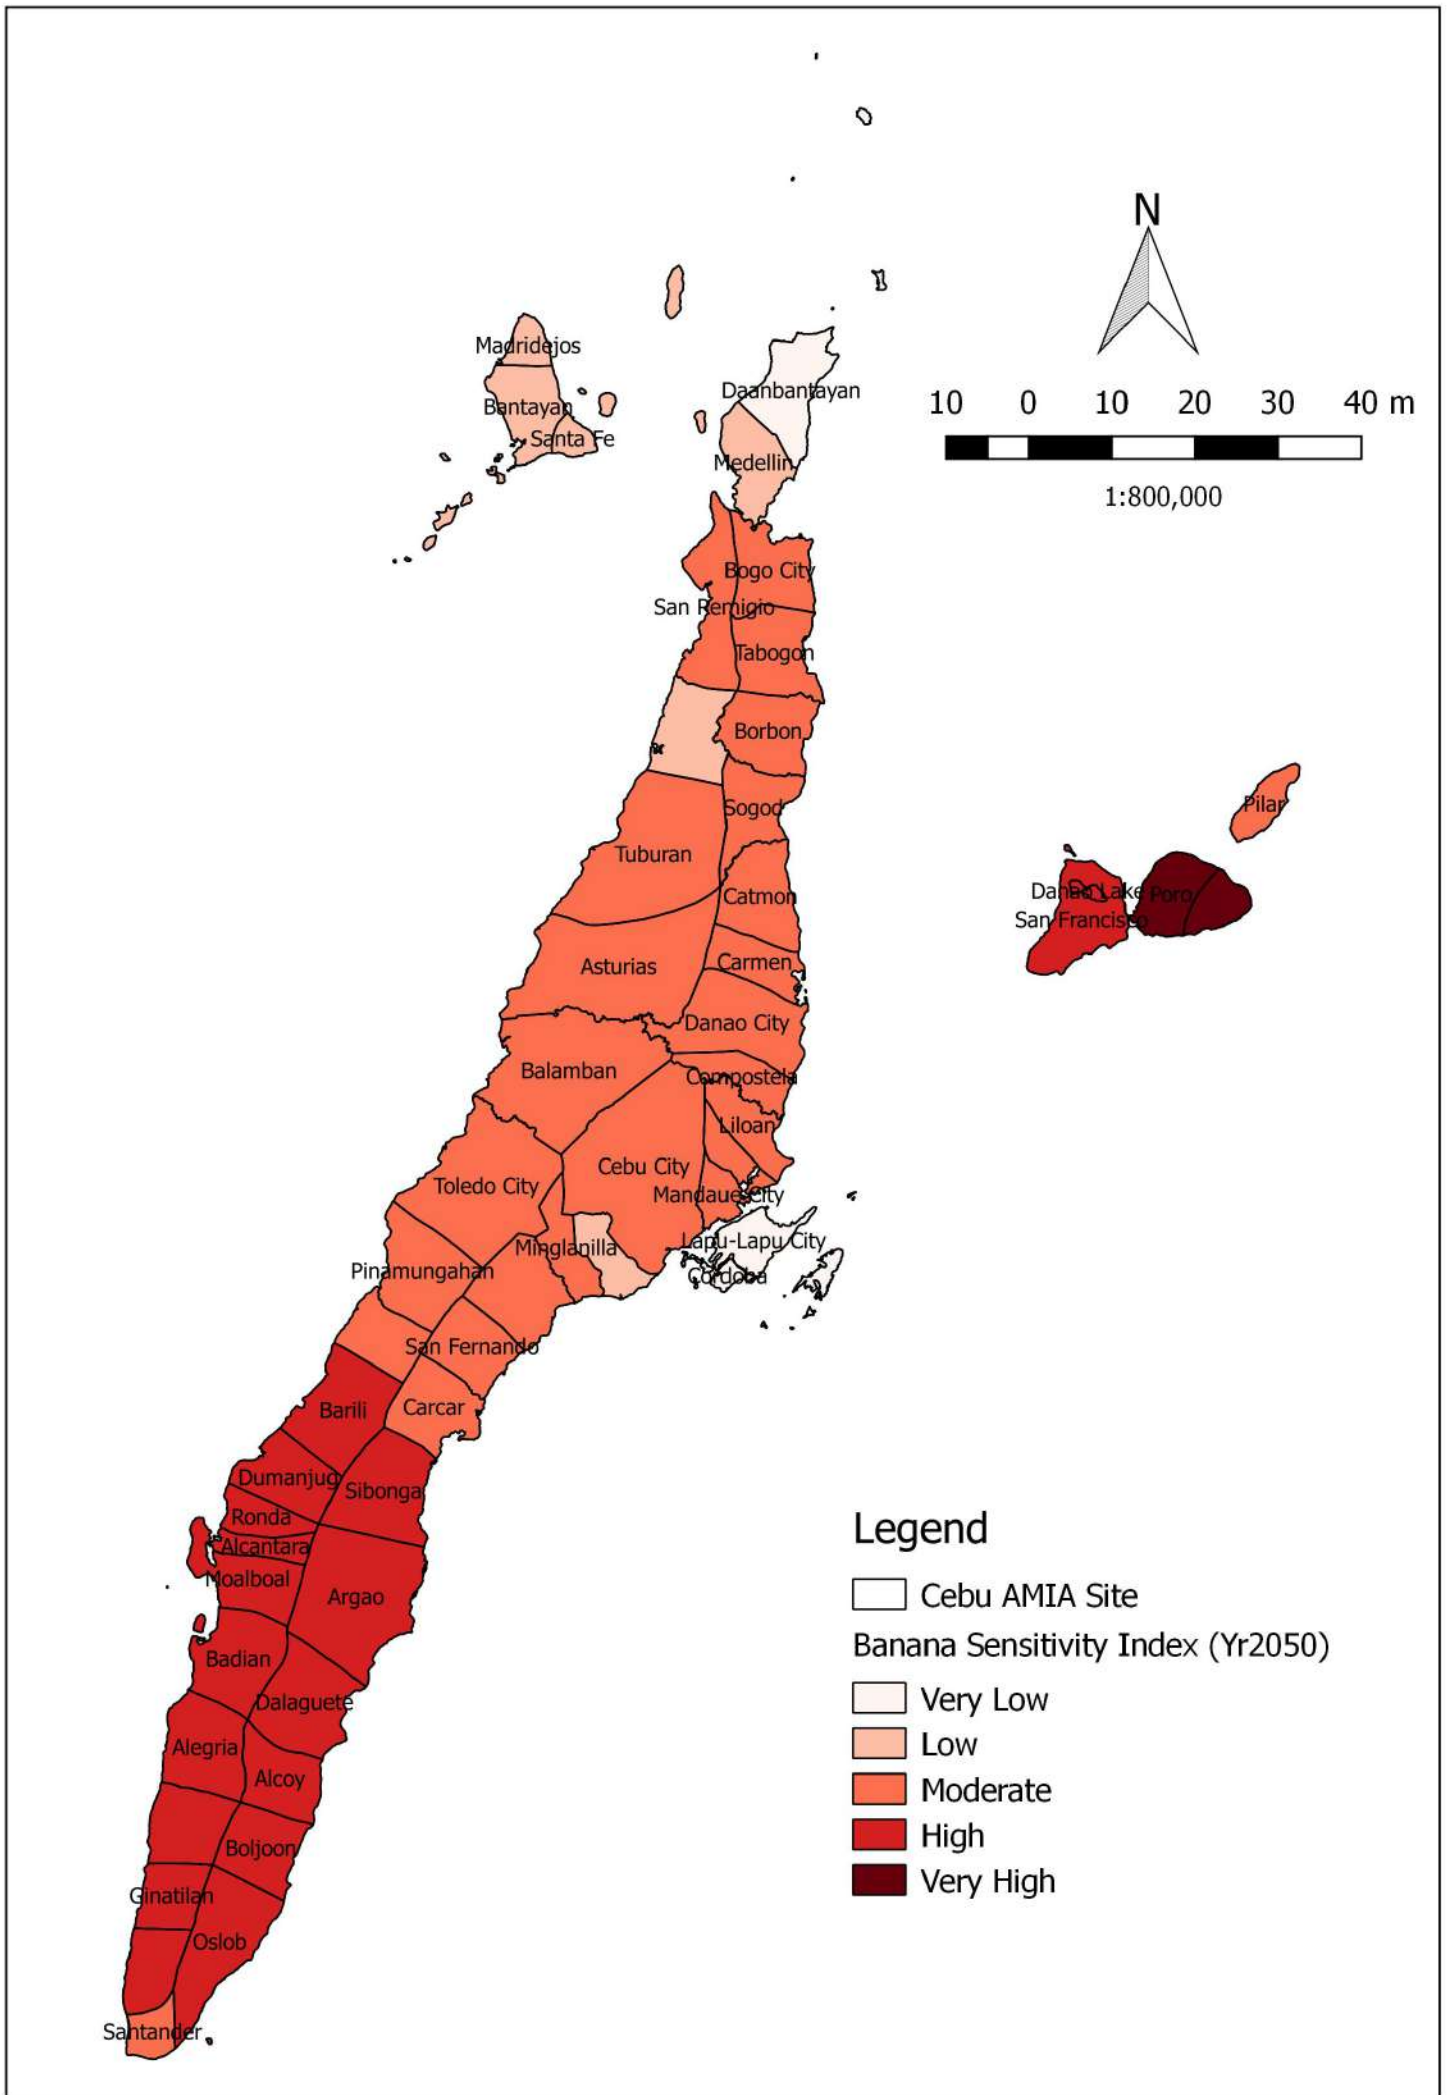 N
10 0 10 20 30 40 m
1:800,000
Madridejos
Bantayan
Santa Fe
Daanbantayan
Medellin
Bogo City
San Remigio
Tabogon
Borbon
Sogod
Tuburan
Catmon
Pilar
Danao Lake
Poro
San Francisco
Asturias
Carmen
Danao City
Balamban
Compostela
Liloan
Cebu City
Toledo City
Mandaue City
Lapu-Lapu City
Minglanilla
Cordoba
Pinamungahan
San Fernando
Carcar
Barili
Dumanjug
Sibonga
Ronda
Alcantara
Moalboal
Argao
Badian
Dalaguete
Alegria
Alcoy
Boljoon
Ginatilan
Oslob
Santander
Legend
Cebu AMIA Site
Banana Sensitivity Index (Yr2050)
Very Low
Low
Moderate
High
Very High